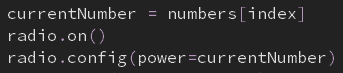 currentNumber = numbers[index]
radio.on()
radio.config(power=currentNumber)